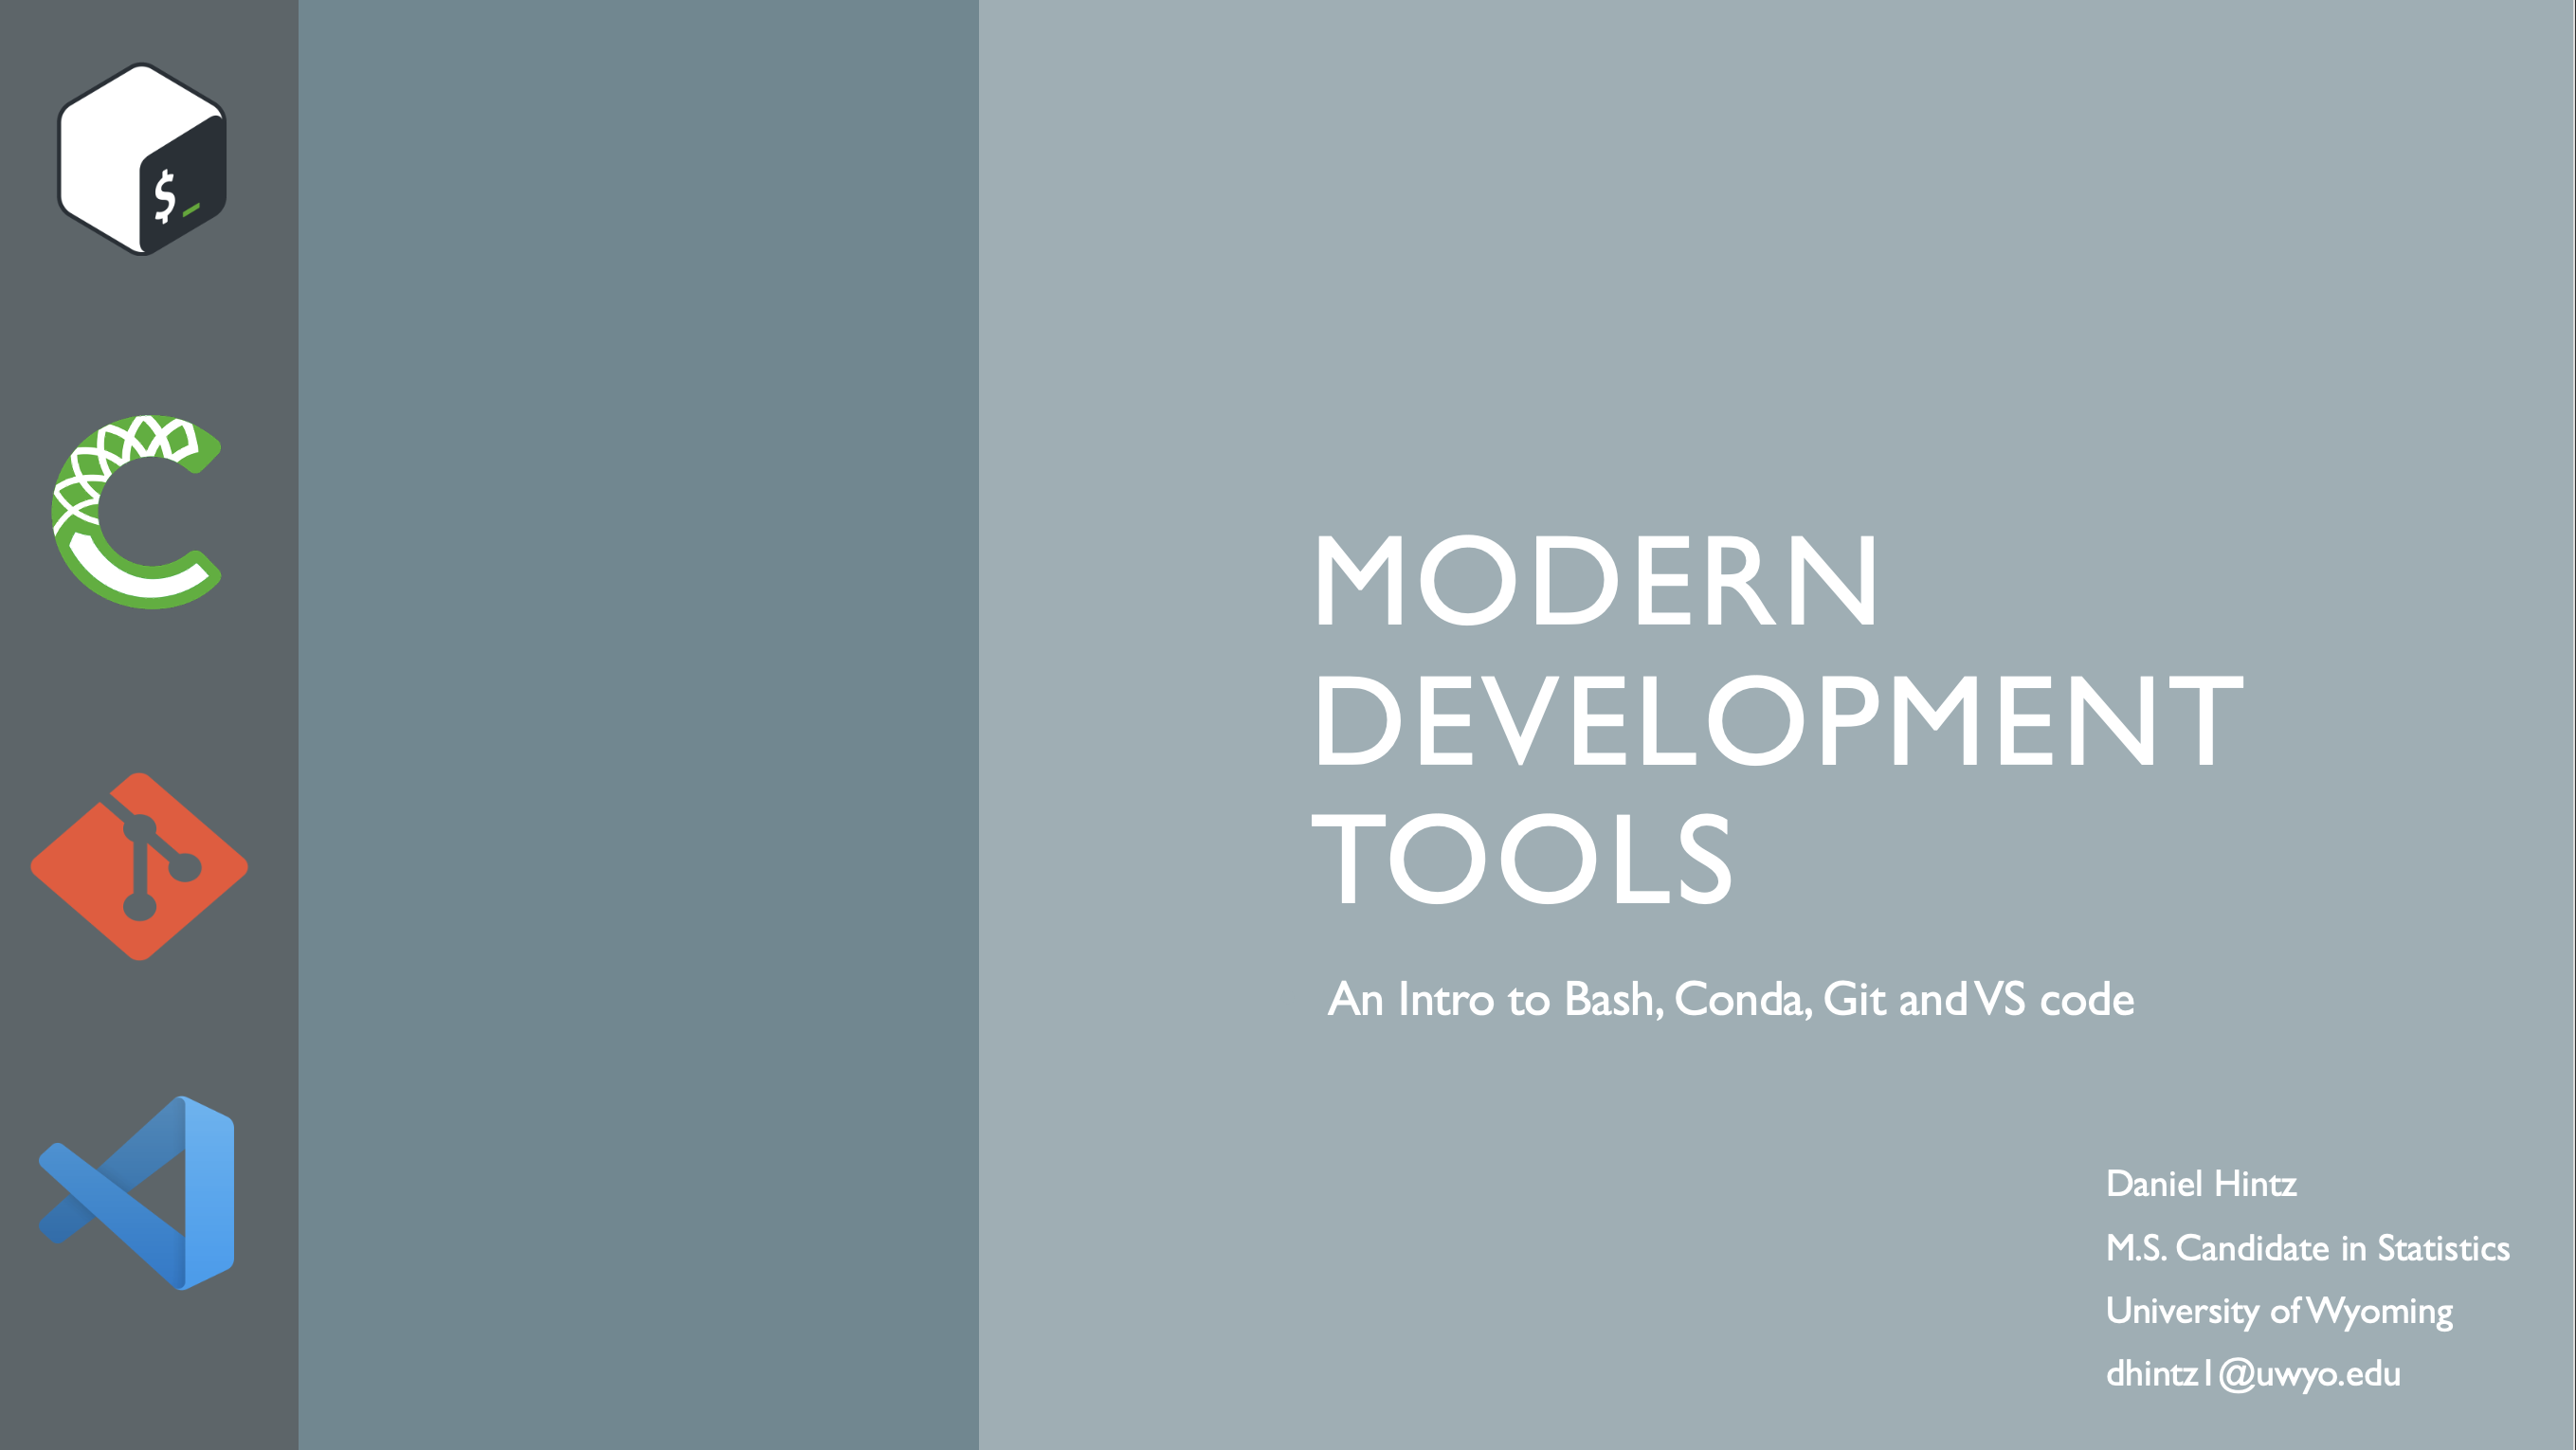 $_
MODERN
DEVELOPMENT
TOOLS
An Intro to Bash, Conda, Git and VS code
Daniel Hintz
M.S. Candidate in Statistics
University of Wyoming
dhintz1@uwyo.edu